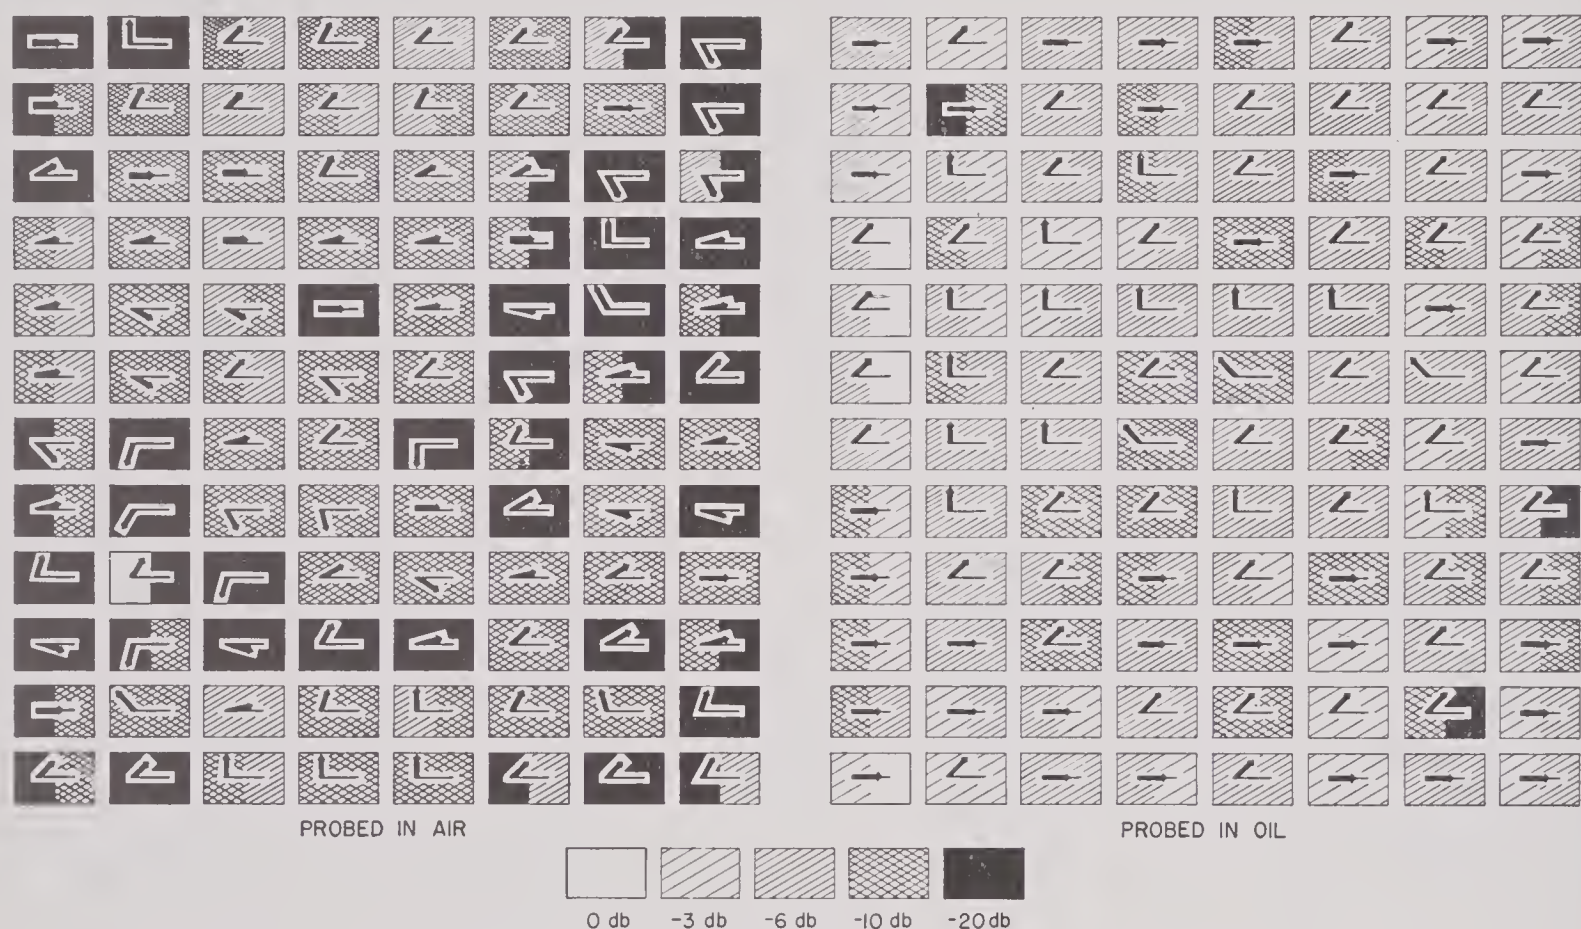 PROBED IN AIR
PROBED IN OIL
0 db
-3 db
-6 db
-10 db
-20 db